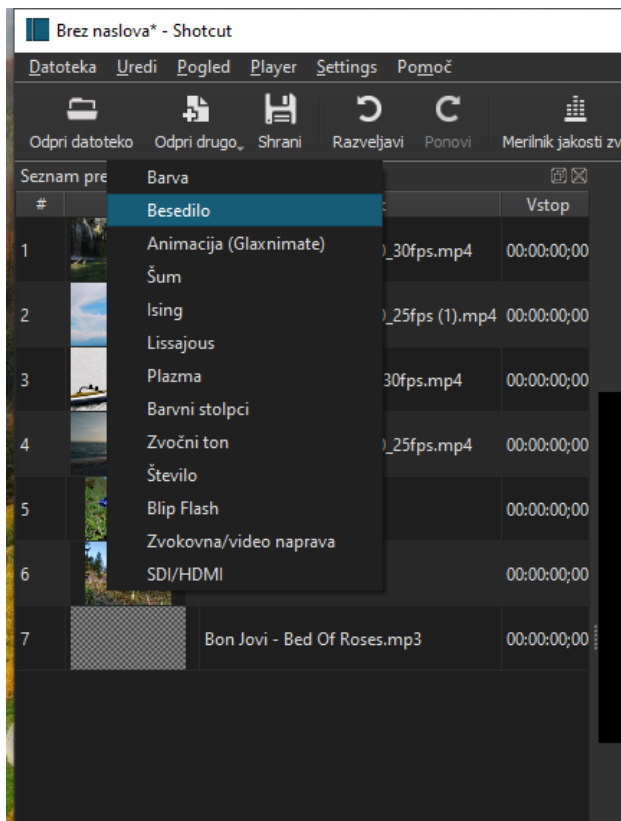 Brez naslova* - Shotcut
Datoteka Uredi Pogled Player Settings Pomoč
Odpri datoteko Odpri drugo Shrani Razveljavi Ponovi Merilnik jakosti zv
Seznam pre
# Vstop
Barva
Besedilo
Animacija (Glaxnimate)
Šum
Ising
Lissajous
Plazma
Barvni stolpci
Zvočni ton
Število
Blip Flash
Zvokovna/video naprava
SDI/HDMI
1 _30fps.mp4 00:00:00;00
2 _25fps (1).mp4 00:00:00;00
3 30fps.mp4 00:00:00;00
4 _25fps.mp4 00:00:00;00
5 00:00:00;00
6 00:00:00;00
7 Bon Jovi - Bed Of Roses.mp3 00:00:00;00